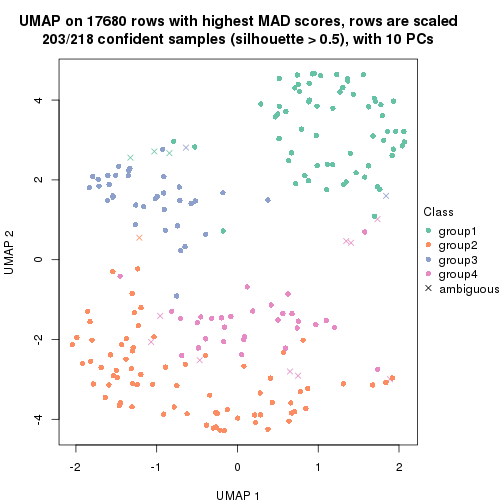 UMAP on 17680 rows with highest MAD scores, rows are scaled
203/218 confident samples (silhouette > 0.5), with 10 PCs
4
2
0
-2
-4
UMAP 2
-2
-1
0
1
2
UMAP 1
Class
group1
group2
group3
group4
ambiguous